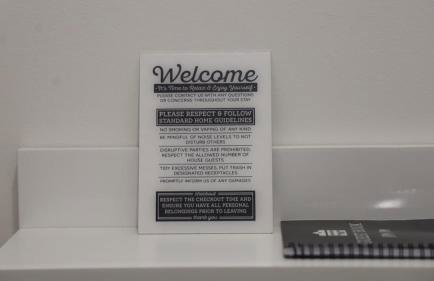 Welcome
It's Time to Relax & Enjoy Yourself
PLEASE CONTACT US WITH ANY QUESTIONS
OR CONCERNS THROUGHOUT YOUR STAY
PLEASE RESPECT & FOLLOW
STANDARD HOME GUIDELINES
NO SMOKING OR VAPING OF ANY KIND
BE MINDFUL OF NOISE LEVELS TO NOT
DISTURB OTHERS
DISRUPTIVE PARTIES ARE PROHIBITED,
RESPECT THE ALLOWED NUMBER OF
HOUSE GUESTS
TIDY EXCESSIVE MESSES, PUT TRASH IN
DESIGNATED RECEPTACLES
PROMPTLY INFORM US OF ANY DAMAGES
checkout
RESPECT THE CHECKOUT TIME AND
ENSURE YOU HAVE ALL PERSONAL
BELONGINGS PRIOR TO LEAVING
thank you